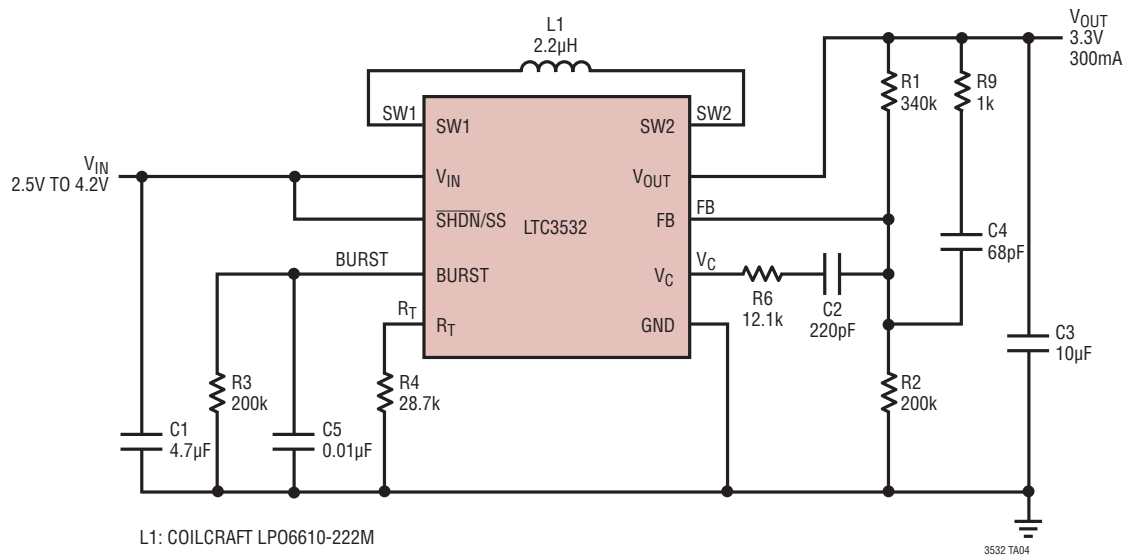 L1
2.2µH
VOUT
3.3V
300mA
R1
340k
R9
1k
SW1
SW1
SW2
SW2
VIN
2.5V TO 4.2V
VIN
VOUT
SHDN/SS
LTC3532
FB
FB
C4
68pF
BURST
BURST
VC
VC
R6
12.1k
C2
220pF
RT
RT
GND
C3
10µF
R3
200k
R4
28.7k
R2
200k
C1
4.7µF
C5
0.01µF
L1: COILCRAFT LPO6610-222M
3532 TA04